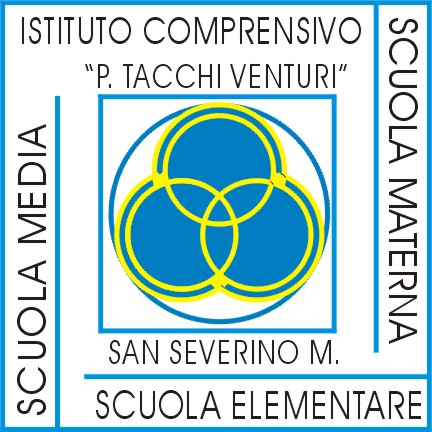 ISTITUTO COMPRENSIVO
“P. TACCHI VENTURI”
SCUOLA MATERNA
SCUOLA MEDIA
SAN SEVERINO M.
SCUOLA ELEMENTARE